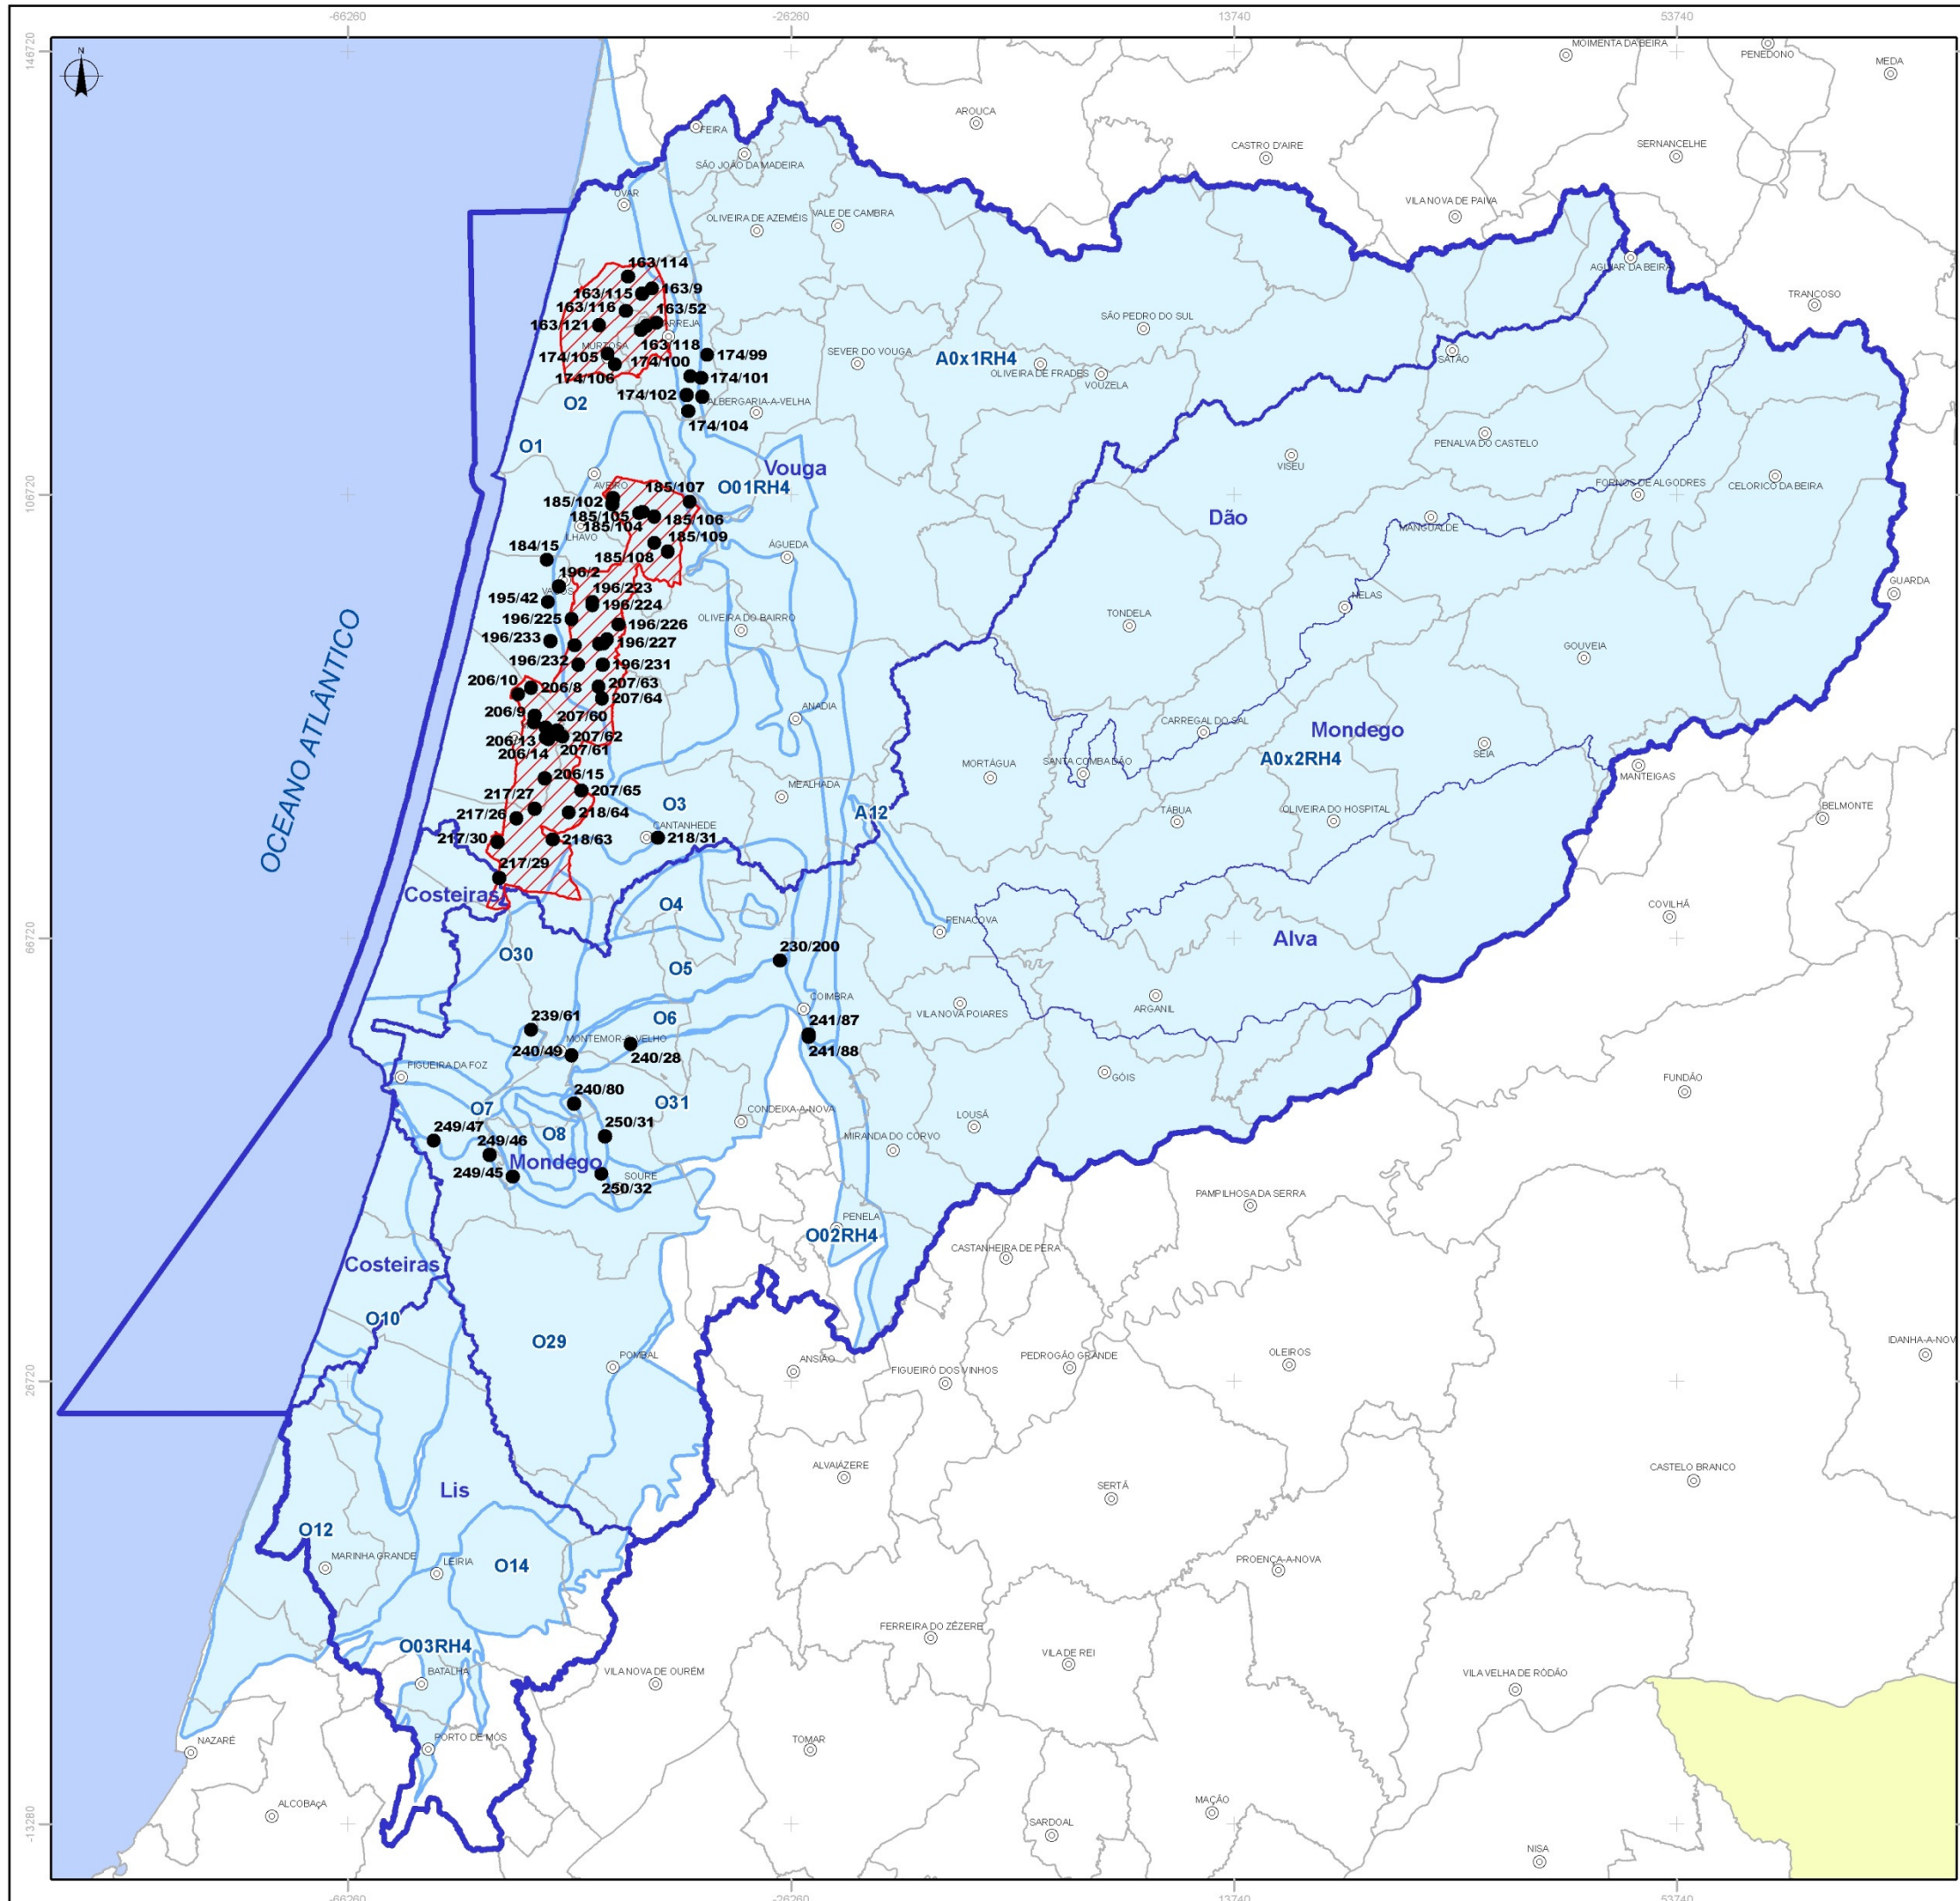 -66260
-26260
13740
53740
146720
106720
66720
26720
-13280
N
MOIMENTA DA BEIRA
PENEDONO
MEDA
AROUCA
FEIRA
CASTRO D'AIRE
SERNANCELHE
SÃO JOÃO DA MADEIRA
OVAR
VILA NOVA DE PAIVA
OLIVEIRA DE AZEMÉIS
VALE DE CAMBRA
AGUIAR DA BEIRA
TRANCOSO
163/114
163/9
163/115
163/116
163/52
163/121
ARREJA
SÃO PEDRO DO SUL
MURTOSA
163/118
174/105
174/100
174/99
SEVER DO VOUGA
A0x1RH4
SÁTÃO
174/106
174/101
OLIVEIRA DE FRADES
VOUZELA
O2
174/102
ALBERGARIA-A-VELHA
174/104
O1
PENALVA DO CASTELO
Vouga
VISEU
AVEIRO
185/107
O01RH4
FORNOS DE ALGODRES
CELORICO DA BEIRA
185/102
185/105
185/106
Dão
MANGUALDE
185/104
ÍLHAVO
185/109
184/15
185/108
ÁGUEDA
196/2
GUARDA
196/223
195/42
196/224
NELAS
196/225
196/226
OLIVEIRA DO BAIRRO
TONDELA
196/233
196/227
196/232
196/231
GOUVEIA
206/10
206/8
207/63
207/64
206/9
207/60
ANADIA
CARREGAL DO SAL
Mondego
206/13
207/62
207/61
206/14
SEIA
A0x2RH4
MORTÁGUA
SANTA COMBA DÃO
MANTEIGAS
206/15
MEALHADA
207/65
217/27
O3
TÁBUA
OLIVEIRA DO HOSPITAL
BELMONTE
217/26
218/64
A12
CANTANHEDE
217/30
218/63
218/31
OCEANO ATLÂNTICO
217/29
Costeiras
O4
COVILHÃ
PENACOVA
Alva
230/200
O30
O5
COIMBRA
VILA NOVA POIARES
ARGANIL
239/61
O6
241/87
MONTEMOR-O-VELHO
240/49
240/28
241/88
FIGUEIRA DA FOZ
GÓIS
FUNDÃO
240/80
O31
O7
CONDEIXA-A-NOVA
LOUSÃ
249/47
O8
250/31
249/46
MIRANDA DO CORVO
Mondego
249/45
SOURE
250/32
PAMPILHOSA DA SERRA
PENELA
O02RH4
CASTANHEIRA DE PERA
Costeiras
O10
O29
IDANHA-A-NOV
POMBAL
ANSIÃO
FIGUEIRÓ DOS VINHOS
PEDROGÃO GRANDE
OLEIROS
ALVAIÁZERE
CASTELO BRANCO
Lis
SERTÃ
O12
MARINHA GRANDE
LEIRIA
O14
PROENÇA-A-NOVA
FERREIRA DO ZÊZERE
O03RH4
BATALHA
VILA NOVA DE OURÉM
VILA DE REI
VILA VELHA DE RÓDÃO
NAZARÉ
PORTO DE MÓS
TOMAR
ALCOBAçA
MAÇÃO
SARDOAL
NISA
-66260
-26260
13740
53740